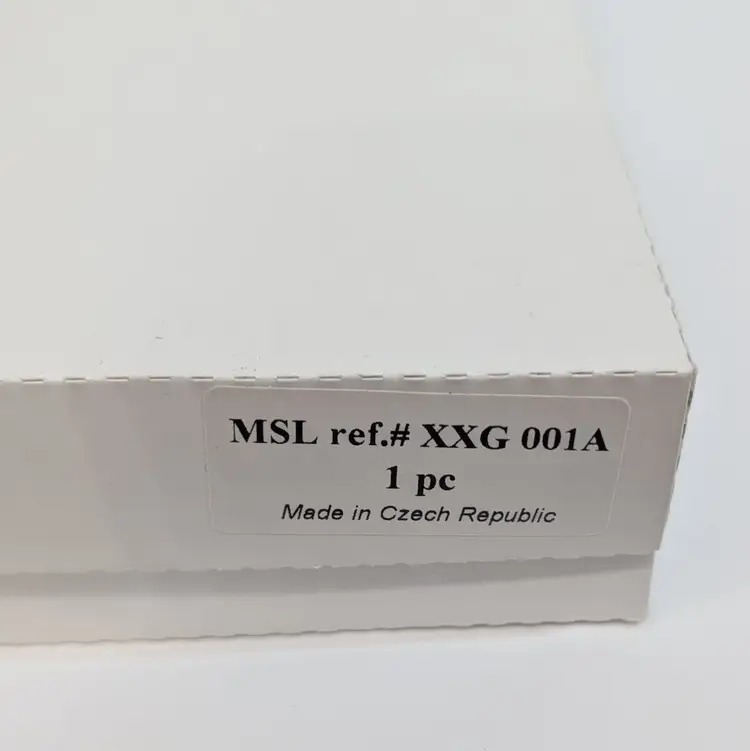 MSL ref.# XXG 001A
1 pc
Made in Czech Republic